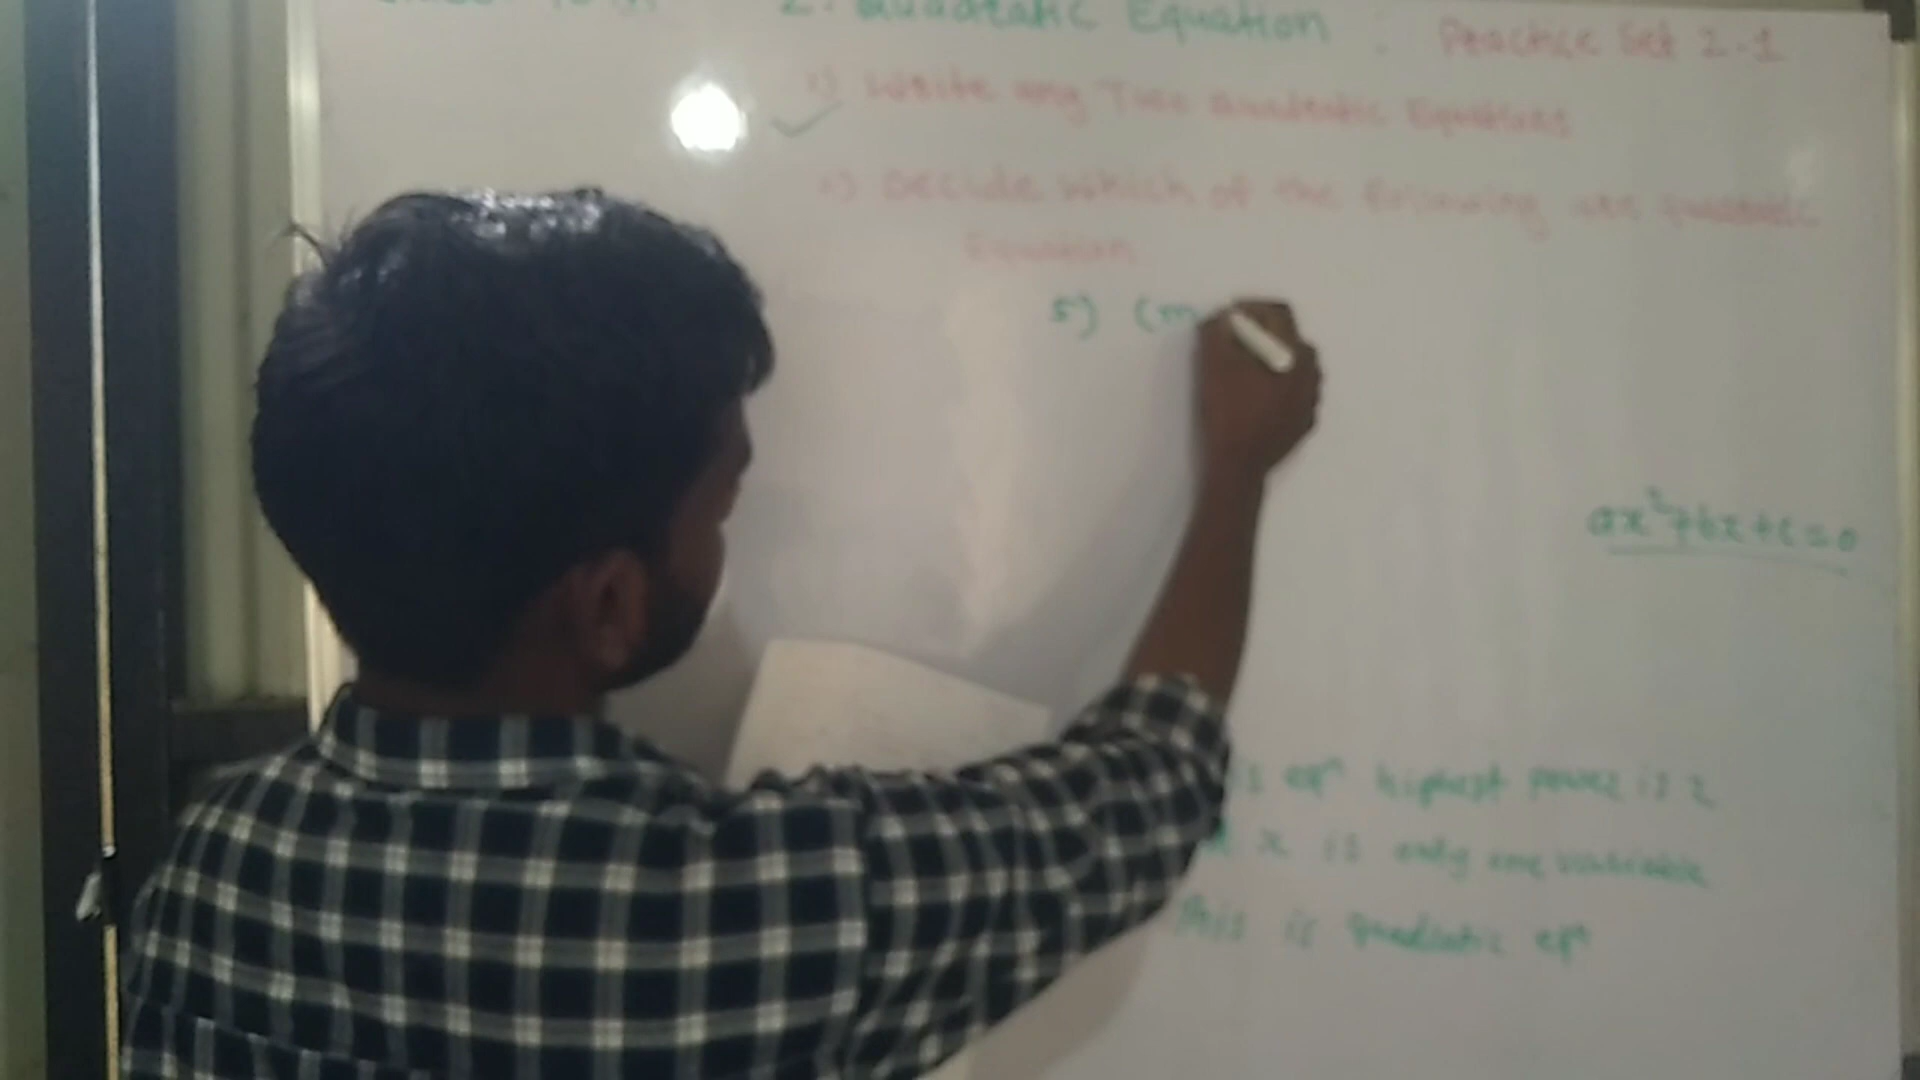 2. Quadratic Equation : Practice Set 2.1
1) Write any Two Quadratic Equations
2) Decide Which of the following are quadratic
Equation
5) (m
ax²+bx+c=0
is eqn highest power is 2
x is only one variable
This is quadratic eqn